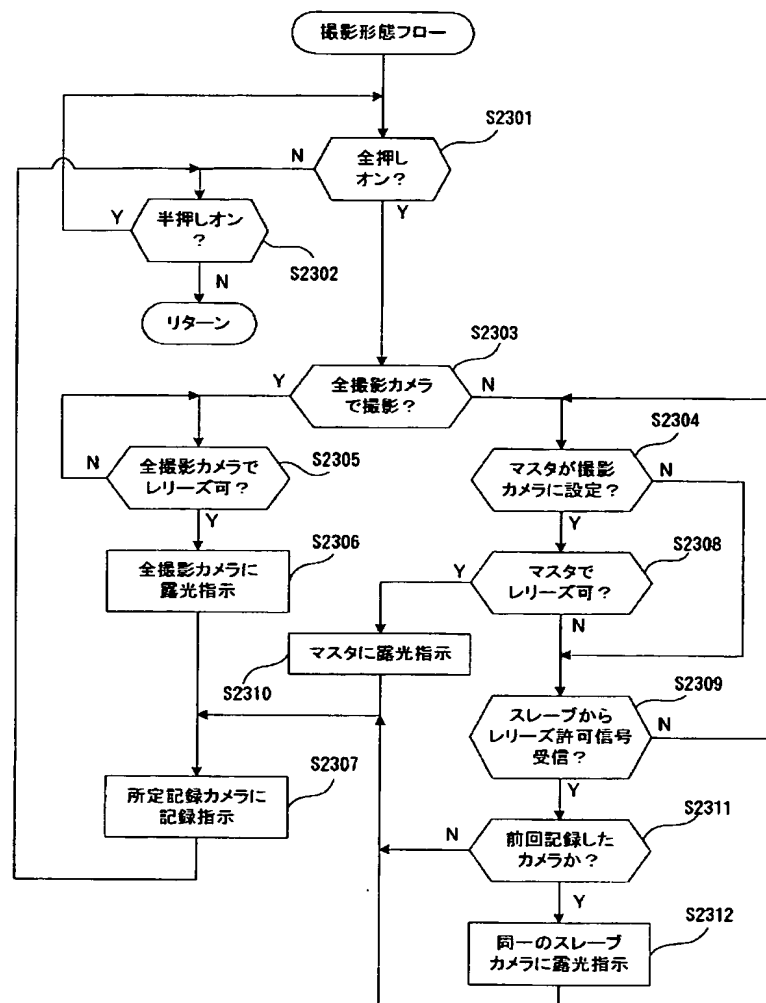 撮影形態フロー
S2301
全押し
オン？
N
Y
半押しオン
？
Y
S2302
N
リターン
S2303
全撮影カメラ
で撮影？
Y
N
S2304
マスタが撮影
カメラに設定？
N
Y
S2305
全撮影カメラで
レリーズ可？
N
Y
S2306
全撮影カメラに
露光指示
S2308
マスタで
レリーズ可？
Y
N
マスタに露光指示
S2310
S2309
スレーブから
レリーズ許可信号
受信？
N
Y
S2307
所定記録カメラに
記録指示
S2311
前回記録した
カメラか？
N
Y
S2312
同一のスレーブ
カメラに露光指示